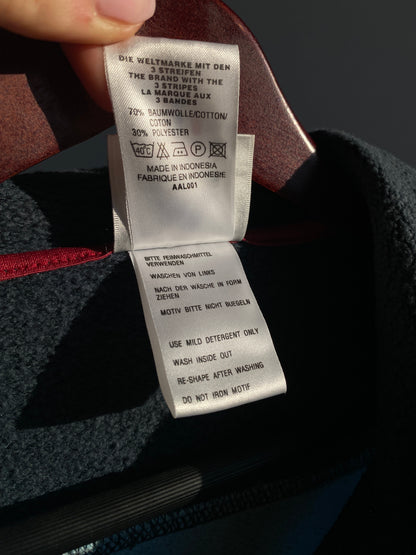 DIE WELTMARKE MIT DEN
3 STREIFEN
THE BRAND WITH THE
3 STRIPES
LA MARQUE AUX
3 BANDES
70% BAUMWOLLE/COTTON/
COTON
30% POLYESTER
40°C P
MADE IN INDONESIA
FABRIQUE EN INDONESIE
AAL001
BITTE FEINWASCHMITTEL
VERWENDEN
WASCHEN VON LINKS
NACH DER WÄSCHE IN FORM
ZIEHEN
MOTIV BITTE NICHT BUEGELN
USE MILD DETERGENT ONLY
WASH INSIDE OUT
RE-SHAPE AFTER WASHING
DO NOT IRON MOTIF